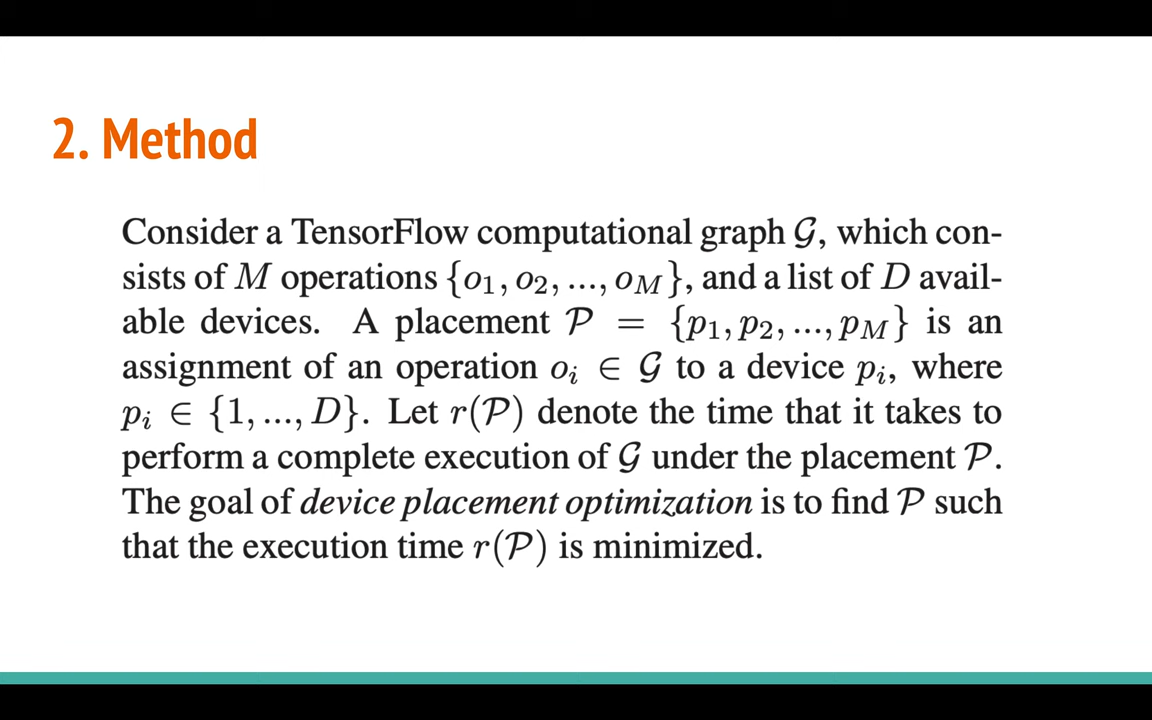 2. Method
Consider a TensorFlow computational graph 𝒢, which con-
sists of M operations {o₁, o₂, ..., o_M}, and a list of D avail-
able devices. A placement 𝒫 = {p₁, p₂, ..., p_M} is an
assignment of an operation oᵢ ∈ 𝒢 to a device pᵢ, where
pᵢ ∈ {1, ..., D}. Let r(𝒫) denote the time that it takes to
perform a complete execution of 𝒢 under the placement 𝒫.
The goal of device placement optimization is to find 𝒫 such
that the execution time r(𝒫) is minimized.